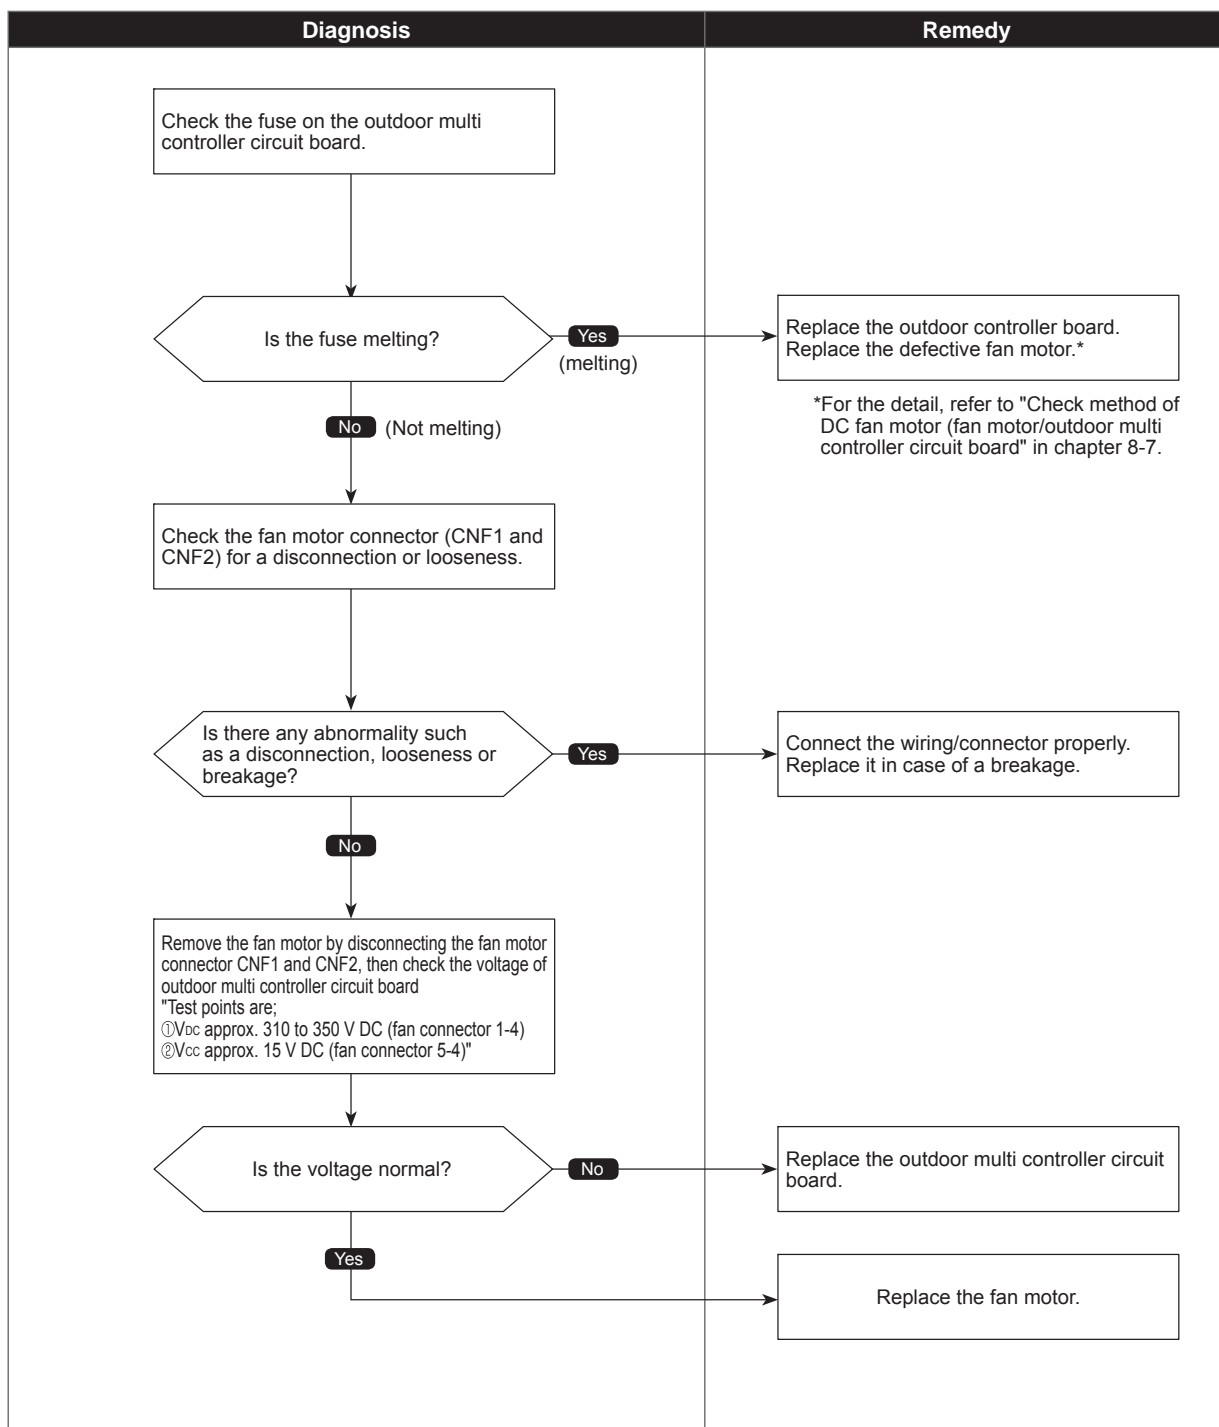 Diagnosis
Remedy
Check the fuse on the outdoor multi
controller circuit board.
Is the fuse melting?
Yes
(melting)
Replace the outdoor controller board.
Replace the defective fan motor.*
*For the detail, refer to "Check method of
DC fan motor (fan motor/outdoor multi
controller circuit board" in chapter 8-7.
No (Not melting)
Check the fan motor connector (CNF1 and
CNF2) for a disconnection or looseness.
Is there any abnormality such
as a disconnection, looseness or
breakage?
Yes
Connect the wiring/connector properly.
Replace it in case of a breakage.
No
Remove the fan motor by disconnecting the fan motor
connector CNF1 and CNF2, then check the voltage of
outdoor multi controller circuit board
"Test points are;
①VDC approx. 310 to 350 V DC (fan connector 1-4)
②Vcc approx. 15 V DC (fan connector 5-4)"
Is the voltage normal?
No
Replace the outdoor multi controller circuit
board.
Yes
Replace the fan motor.